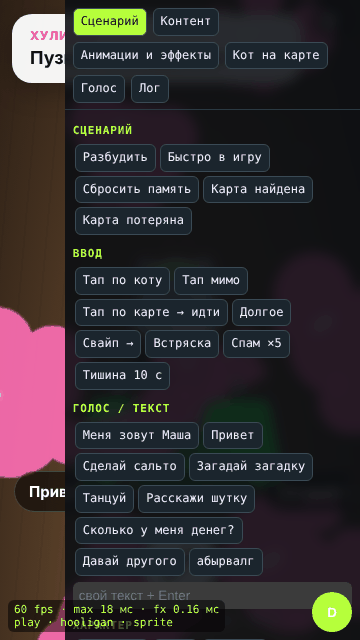 Сценарий Контент
Анимации и эффекты Кот на карте
Голос Лог
ХУЛИ
Пуз
СЦЕНАРИЙ
Разбудить Быстро в игру
Сбросить память Карта найдена
Карта потеряна
ВВОД
Тап по коту Тап мимо
Тап по карте → идти Долгое
Свайп → Встряска Спам ×5
Тишина 10 с
ГОЛОС / ТЕКСТ
Меня зовут Маша Привет
Сделай сальто Загадай загадку
Прив
Танцуй Расскажи шутку
Сколько у меня денег?
Давай другого абырвалг
свой текст + Enter
60 fps · max 18 мс · fx 0.16 мс
play · hooligan · sprite
D